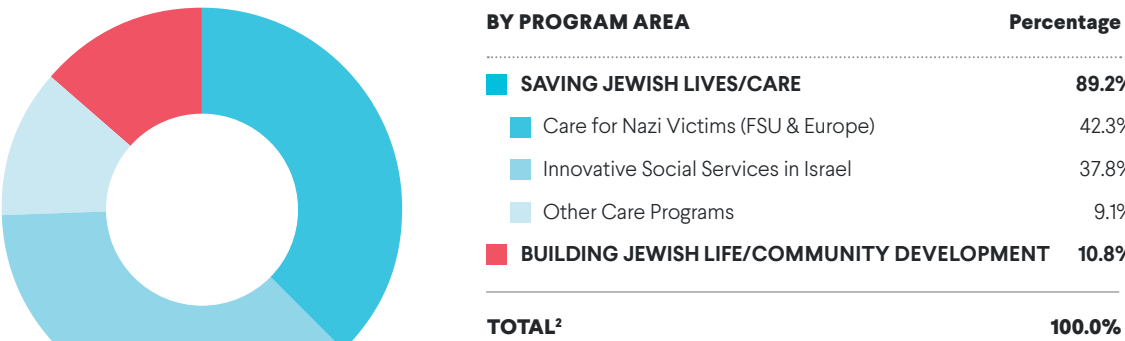 BY PROGRAM AREA Percentage
SAVING JEWISH LIVES/CARE 89.2%
Care for Nazi Victims (FSU & Europe) 42.3%
Innovative Social Services in Israel 37.8%
Other Care Programs 9.1%
BUILDING JEWISH LIFE/COMMUNITY DEVELOPMENT 10.8%
TOTAL² 100.0%